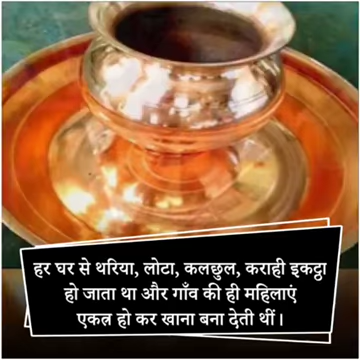 हर घर से थरिया, लोटा, कलछुल, कराही इकट्ठा
हो जाता था और गाँव की ही महिलाएं
एकत्र हो कर खाना बना देती थीं।